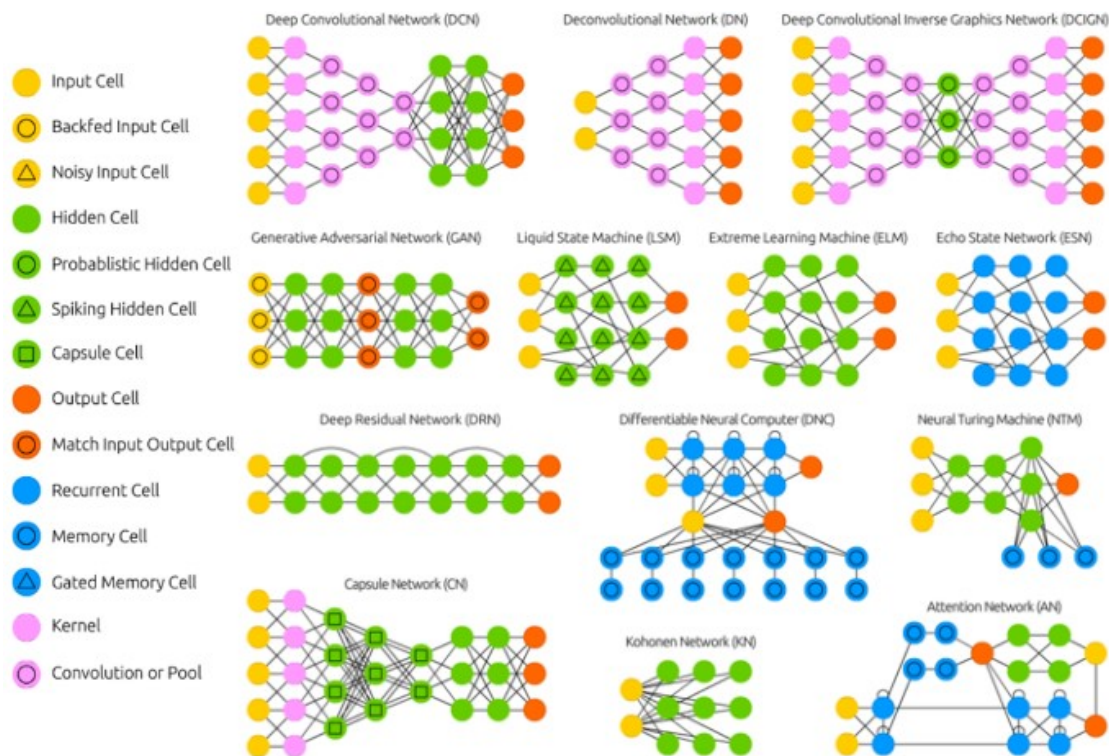 Deep Convolutional Network (DCN)
Deconvolutional Network (DN)
Deep Convolutional Inverse Graphics Network (DCIGN)
Input Cell
Backfed Input Cell
Noisy Input Cell
Hidden Cell
Probablistic Hidden Cell
Spiking Hidden Cell
Capsule Cell
Output Cell
Match Input Output Cell
Recurrent Cell
Memory Cell
Gated Memory Cell
Kernel
Convolution or Pool
Generative Adversarial Network (GAN)
Liquid State Machine (LSM)
Extreme Learning Machine (ELM)
Echo State Network (ESN)
Deep Residual Network (DRN)
Differentiable Neural Computer (DNC)
Neural Turing Machine (NTM)
Capsule Network (CN)
Kohonen Network (KN)
Attention Network (AN)